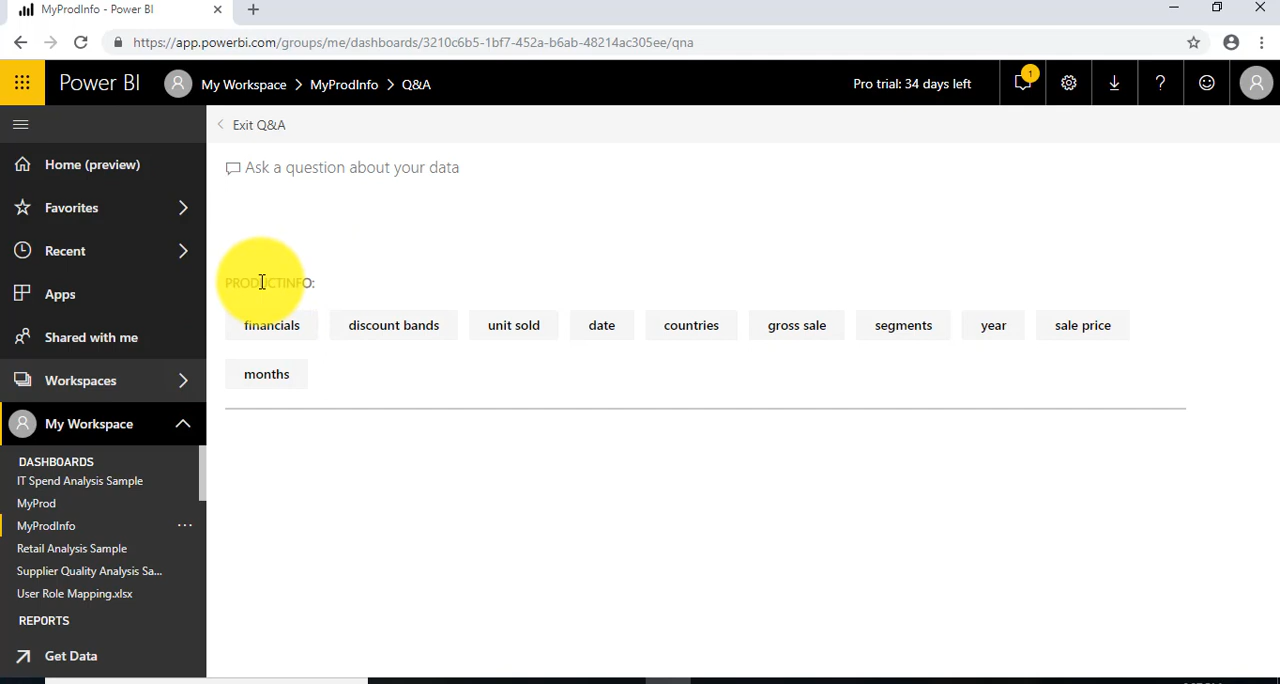 MyProdInfo - Power BI
https://app.powerbi.com/groups/me/dashboards/3210c6b5-1bf7-452a-b6ab-48214ac305ee/qna
Power BI My Workspace > MyProdInfo > Q&A Pro trial: 34 days left 1 ?
Exit Q&A
Home (preview)
Favorites
Recent
Apps
Shared with me
Workspaces
My Workspace
DASHBOARDS
IT Spend Analysis Sample
MyProd
MyProdInfo ...
Retail Analysis Sample
Supplier Quality Analysis Sa...
User Role Mapping.xlsx
REPORTS
Get Data
Ask a question about your data
PRODUCTINFO:
financials discount bands unit sold date countries gross sale segments year sale price
months